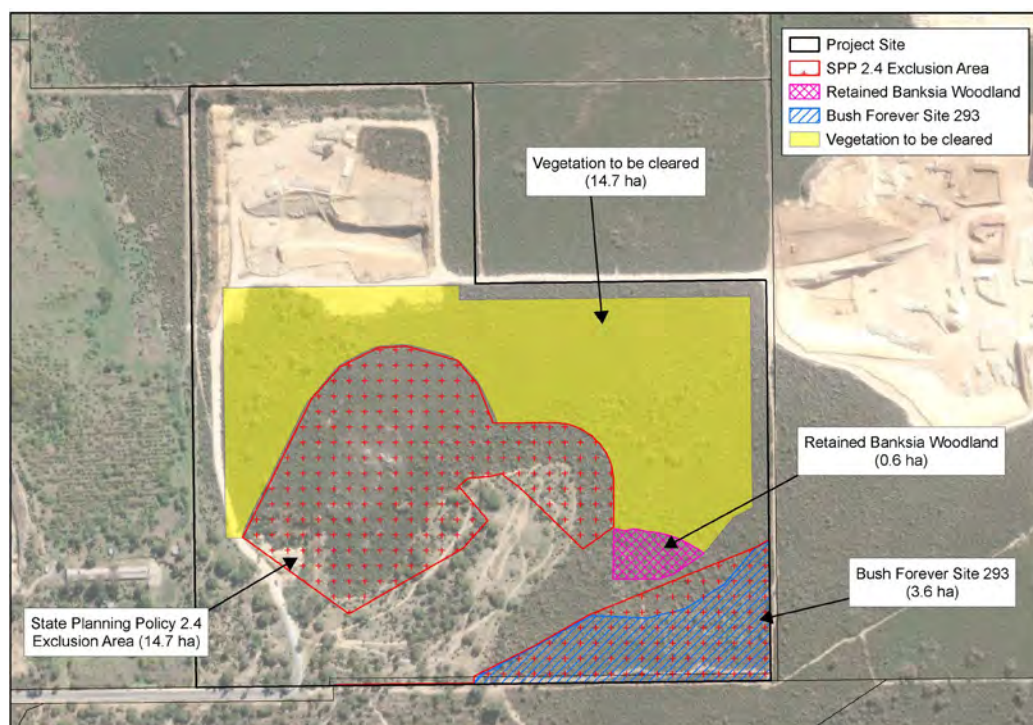 Project Site
SPP 2.4 Exclusion Area
Retained Banksia Woodland
Bush Forever Site 293
Vegetation to be cleared
Vegetation to be cleared
(14.7 ha)
Retained Banksia Woodland
(0.6 ha)
Bush Forever Site 293
(3.6 ha)
State Planning Policy 2.4
Exclusion Area (14.7 ha)